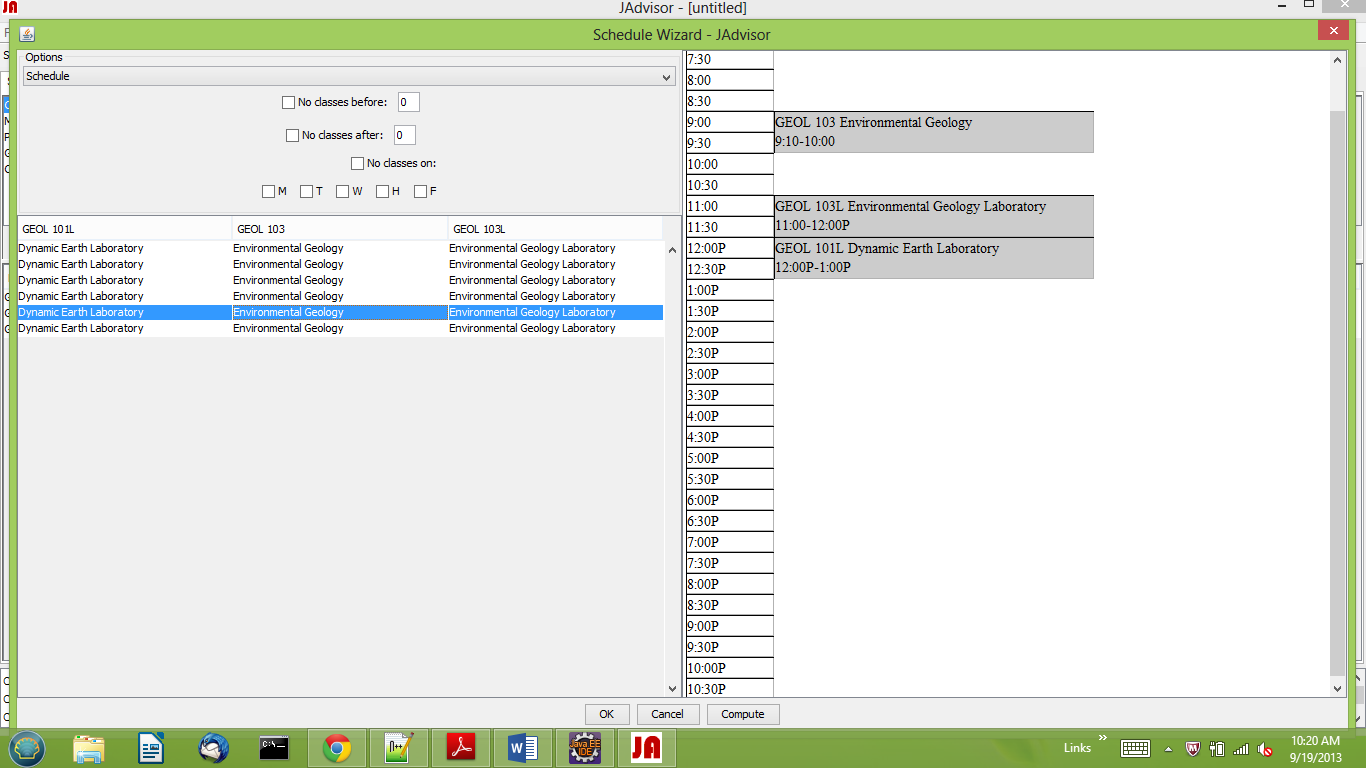 JA
JAdvisor - [untitled]
Schedule Wizard - JAdvisor
Options
Schedule
No classes before: 0
No classes after: 0
No classes on:
M T W H F
GEOL 101L GEOL 103 GEOL 103L
Dynamic Earth Laboratory Environmental Geology Environmental Geology Laboratory
Dynamic Earth Laboratory Environmental Geology Environmental Geology Laboratory
Dynamic Earth Laboratory Environmental Geology Environmental Geology Laboratory
Dynamic Earth Laboratory Environmental Geology Environmental Geology Laboratory
Dynamic Earth Laboratory Environmental Geology Environmental Geology Laboratory
Dynamic Earth Laboratory Environmental Geology Environmental Geology Laboratory
7:30
8:00
8:30
9:00 GEOL 103 Environmental Geology
9:30 9:10-10:00
10:00
10:30
11:00 GEOL 103L Environmental Geology Laboratory
11:30 11:00-12:00P
12:00P GEOL 101L Dynamic Earth Laboratory
12:30P 12:00P-1:00P
1:00P
1:30P
2:00P
2:30P
3:00P
3:30P
4:00P
4:30P
5:00P
5:30P
6:00P
6:30P
7:00P
7:30P
8:00P
8:30P
9:00P
9:30P
10:00P
10:30P
OK Cancel Compute
C:\_
Java EE
IDE
JA
Links
10:20 AM
9/19/2013